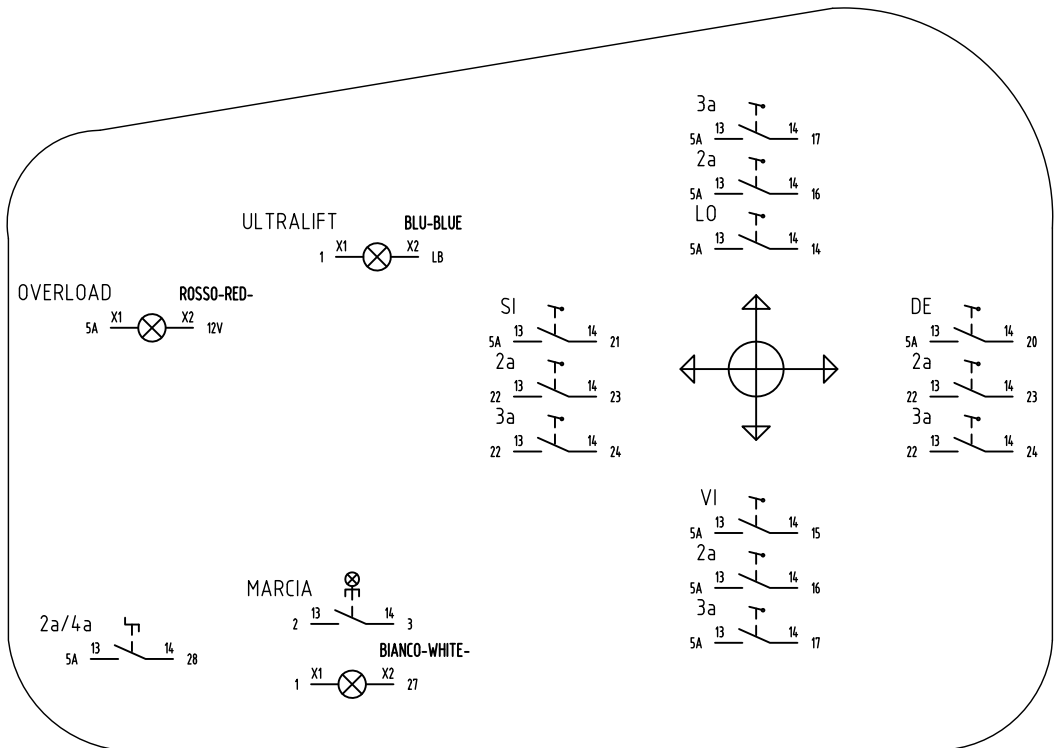 3a
5A 13 14 17
2a
5A 13 14 16
LO
5A 13 14 14
ULTRALIFT BLU-BLUE
1 X1 X2 LB
OVERLOAD ROSSO-RED-
5A X1 X2 12V
SI
5A 13 14 21
2a
22 13 14 23
3a
22 13 14 24
DE
5A 13 14 20
2a
22 13 14 23
3a
22 13 14 24
VI
5A 13 14 15
2a
5A 13 14 16
3a
5A 13 14 17
MARCIA
2 13 14 3
BIANCO-WHITE-
1 X1 X2 27
2a/4a
5A 13 14 28